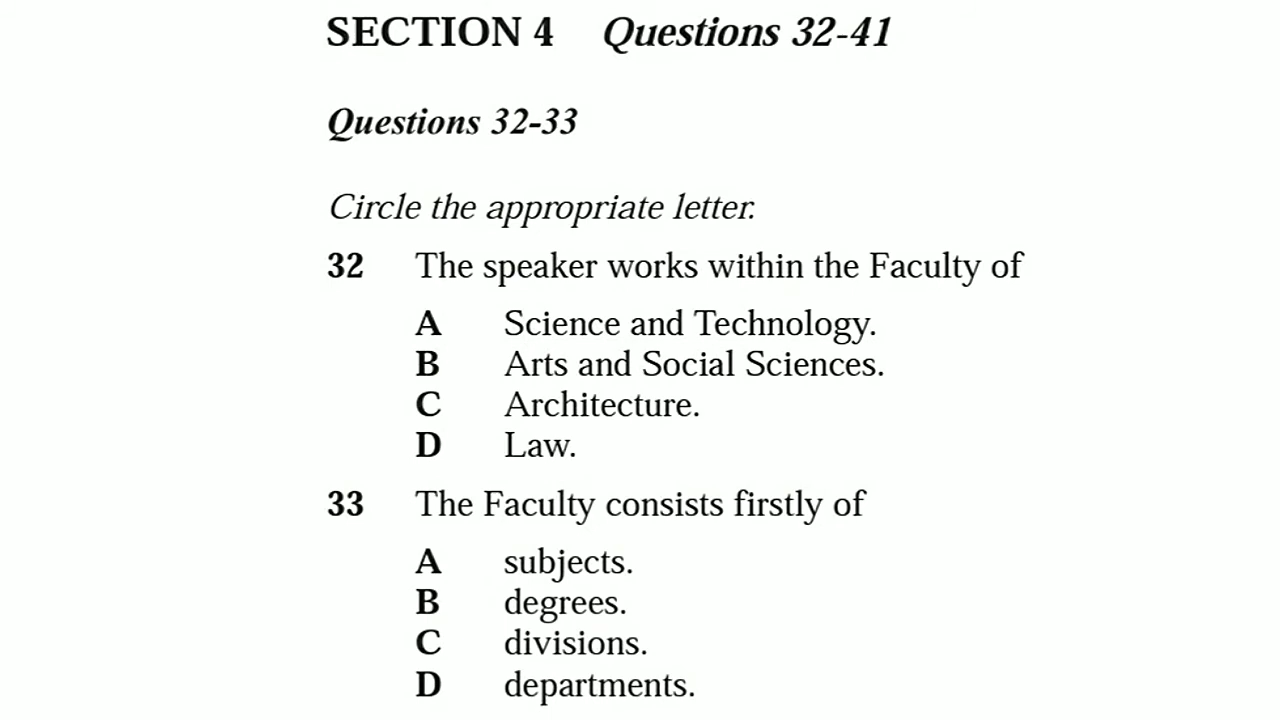 SECTION 4 Questions 32-41
Questions 32-33
Circle the appropriate letter.
32 The speaker works within the Faculty of
A Science and Technology.
B Arts and Social Sciences.
C Architecture.
D Law.
33 The Faculty consists firstly of
A subjects.
B degrees.
C divisions.
D departments.